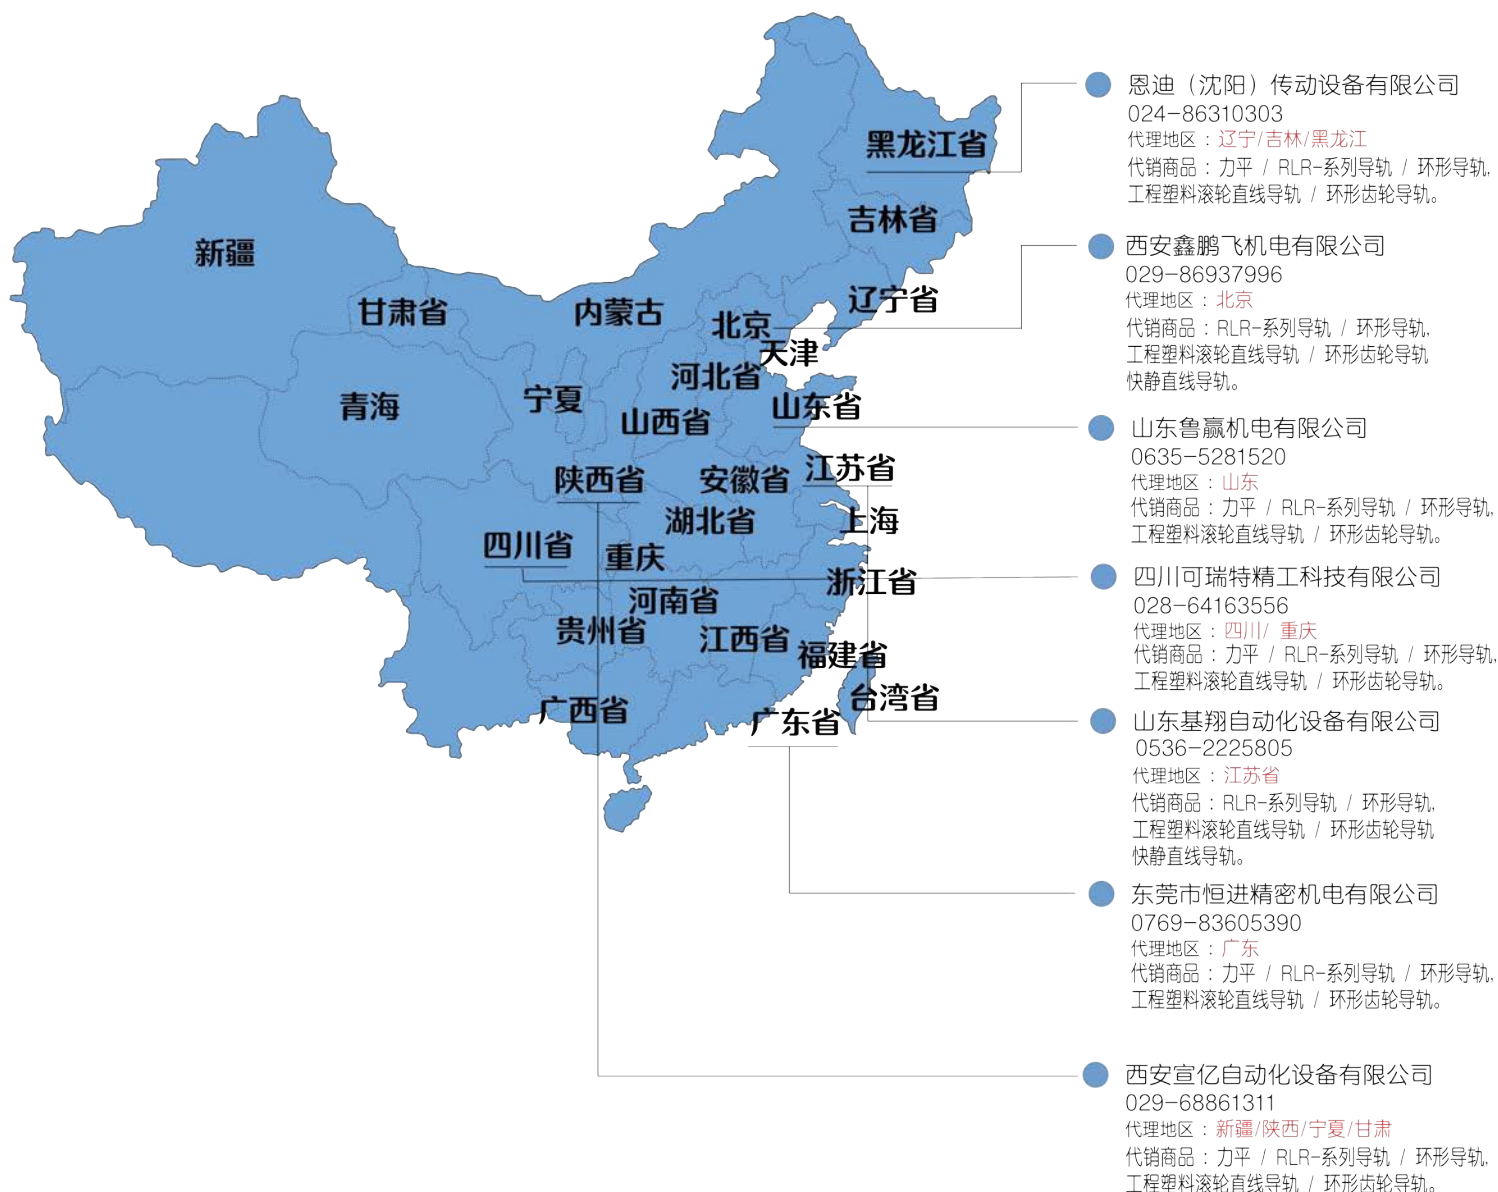 黑龙江省
吉林省
新疆
辽宁省
甘肃省
内蒙古
北京
天津
河北省
宁夏
青海
山东省
山西省
江苏省
陕西省
安徽省
湖北省
上海
四川省
重庆
浙江省
河南省
贵州省
江西省
福建省
台湾省
广西省
广东省
恩迪（沈阳）传动设备有限公司
024-86310303
代理地区：辽宁/吉林/黑龙江
代销商品：力平 / RLR-系列导轨 / 环形导轨,
工程塑料滚轮直线导轨 / 环形齿轮导轨。
西安鑫鹏飞机电有限公司
029-86937996
代理地区：北京
代销商品：RLR-系列导轨 / 环形导轨,
工程塑料滚轮直线导轨 / 环形齿轮导轨
快静直线导轨。
山东鲁赢机电有限公司
0635-5281520
代理地区：山东
代销商品：力平 / RLR-系列导轨 / 环形导轨,
工程塑料滚轮直线导轨 / 环形齿轮导轨。
四川可瑞特精工科技有限公司
028-64163556
代理地区：四川/ 重庆
代销商品：力平 / RLR-系列导轨 / 环形导轨,
工程塑料滚轮直线导轨 / 环形齿轮导轨。
山东基翔自动化设备有限公司
0536-2225805
代理地区：江苏省
代销商品：RLR-系列导轨 / 环形导轨,
工程塑料滚轮直线导轨 / 环形齿轮导轨
快静直线导轨。
东莞市恒进精密机电有限公司
0769-83605390
代理地区：广东
代销商品：力平 / RLR-系列导轨 / 环形导轨,
工程塑料滚轮直线导轨 / 环形齿轮导轨。
西安宣亿自动化设备有限公司
029-68861311
代理地区：新疆/陕西/宁夏/甘肃
代销商品：力平 / RLR-系列导轨 / 环形导轨,
工程塑料滚轮直线导轨 / 环形齿轮导轨。